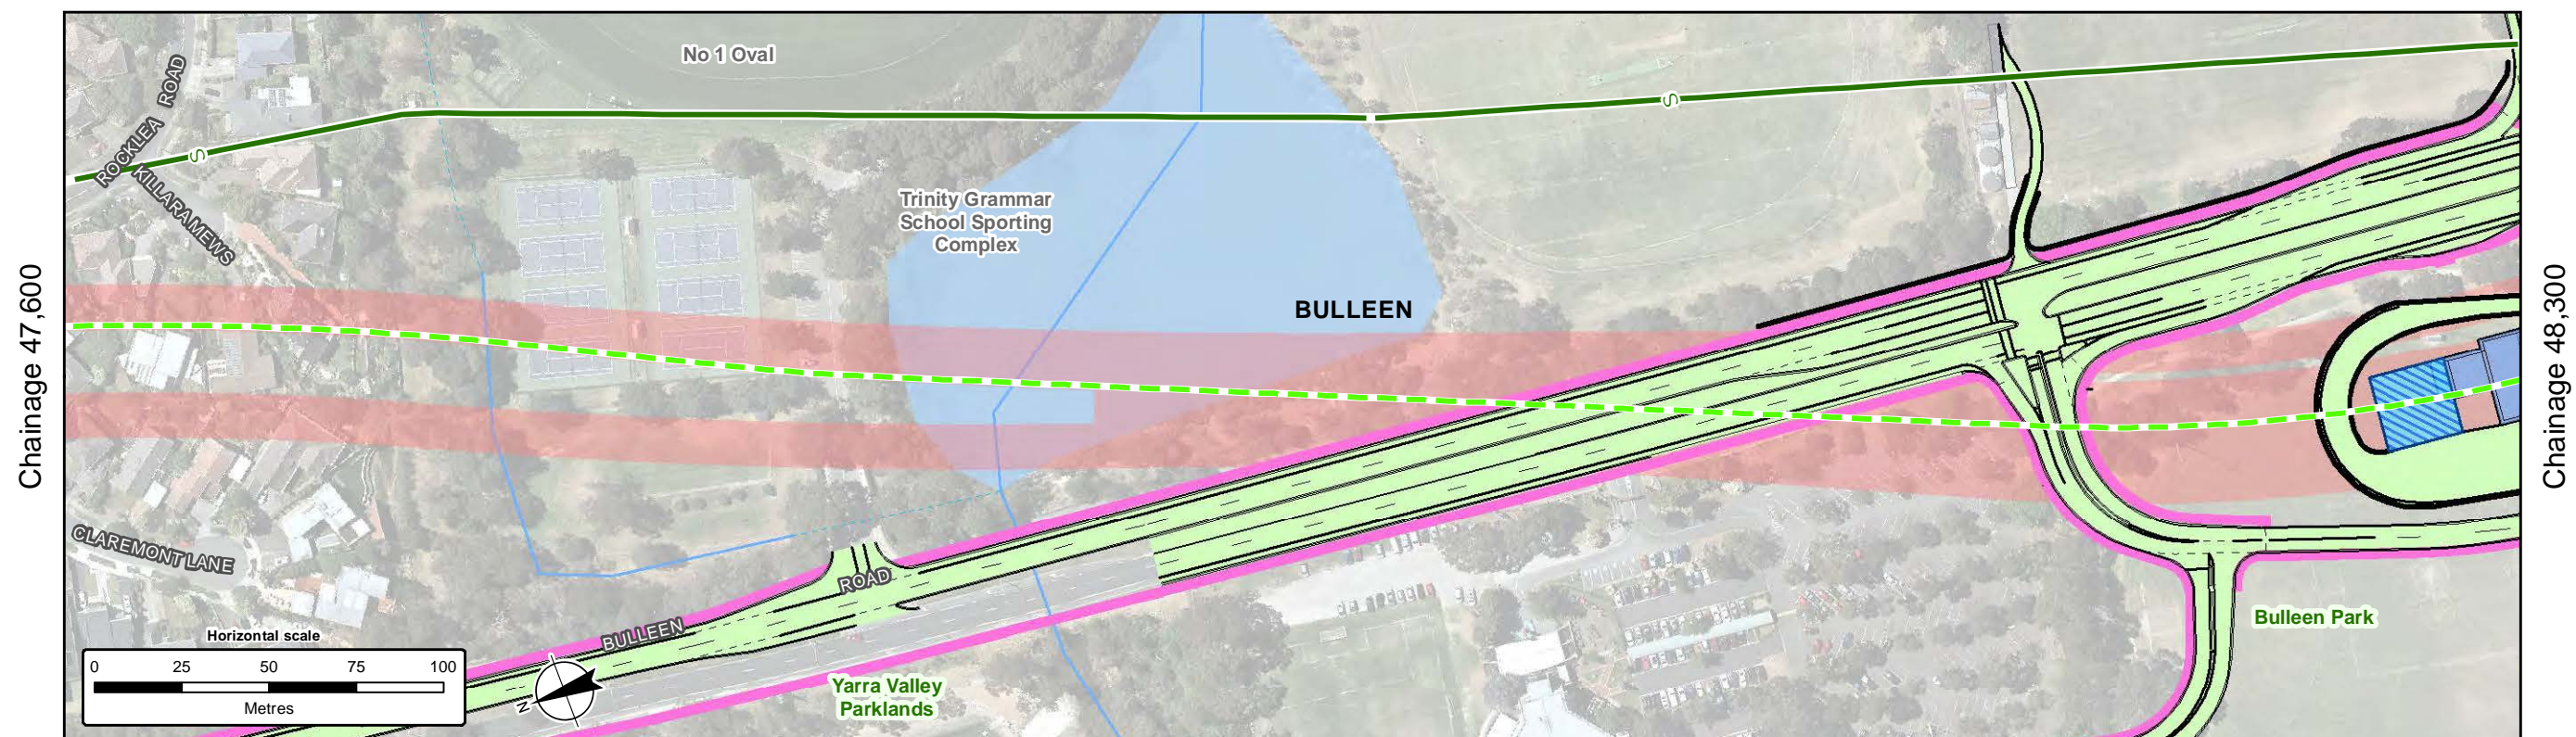 No 1 Oval
ROCKLEA ROAD
S
S
KILLARA MEWS
Trinity Grammar
School Sporting
Complex
BULLEEN
Chainage 47,600
Chainage 48,300
CLAREMONT LANE
BULLEEN ROAD
Bulleen Park
Yarra Valley
Parklands
Horizontal scale
0 25 50 75 100
Metres
N